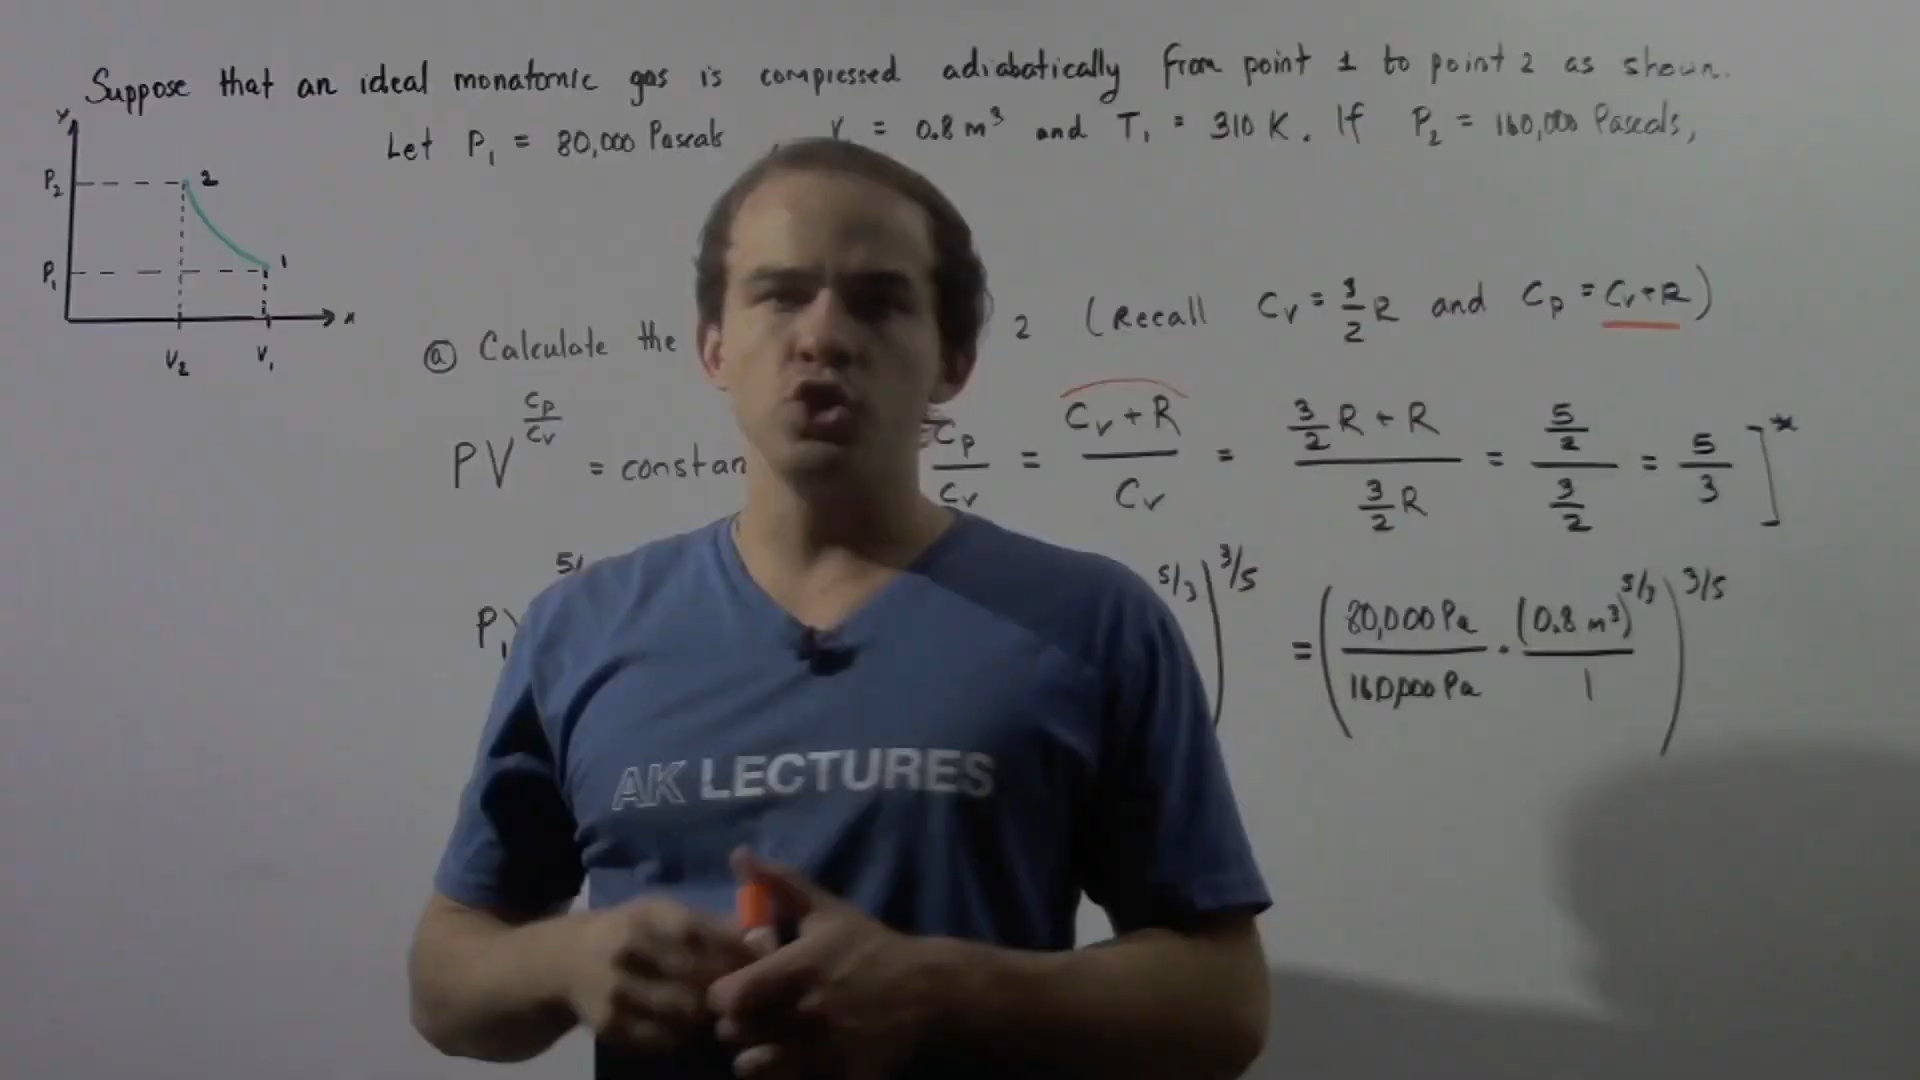 Suppose that an ideal monatomic gas is compressed adiabatically from point 1 to point 2 as shown.
Let P₁ = 80,000 Pascals , V = 0.8 m³ and T₁ = 310 K. If P₂ = 160,000 Pascals,
y
P₂
2
P₁
1
x
V₂ V₁
ⓐ Calculate the 2 (Recall Cv = 3/2 R and Cp = Cv + R)
PV^(Cp/Cv) = constan Cp/Cv = (Cv + R)/Cv = (3/2 R + R)/(3/2 R) = (5/2)/(3/2) = 5/3 ]*
P₁ 5/ 5/3)^(3/5) = (80,000 Pa/160,000 Pa · (0.8 m³)^(5/3)/1)^(3/5)
AK LECTURES